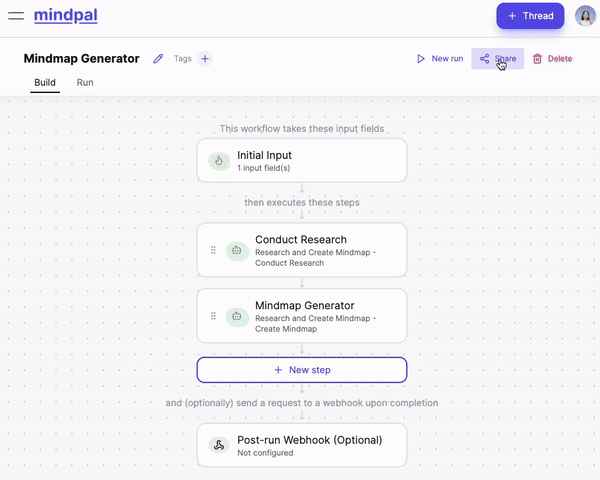 mindpal
+ Thread
Mindmap Generator
Tags
+
New run
Share
Delete
Build
Run
This workflow takes these input fields
Initial Input
1 input field(s)
then executes these steps
Conduct Research
Research and Create Mindmap -
Conduct Research
Mindmap Generator
Research and Create Mindmap -
Create Mindmap
+ New step
and (optionally) send a request to a webhook upon completion
Post-run Webhook (Optional)
Not configured